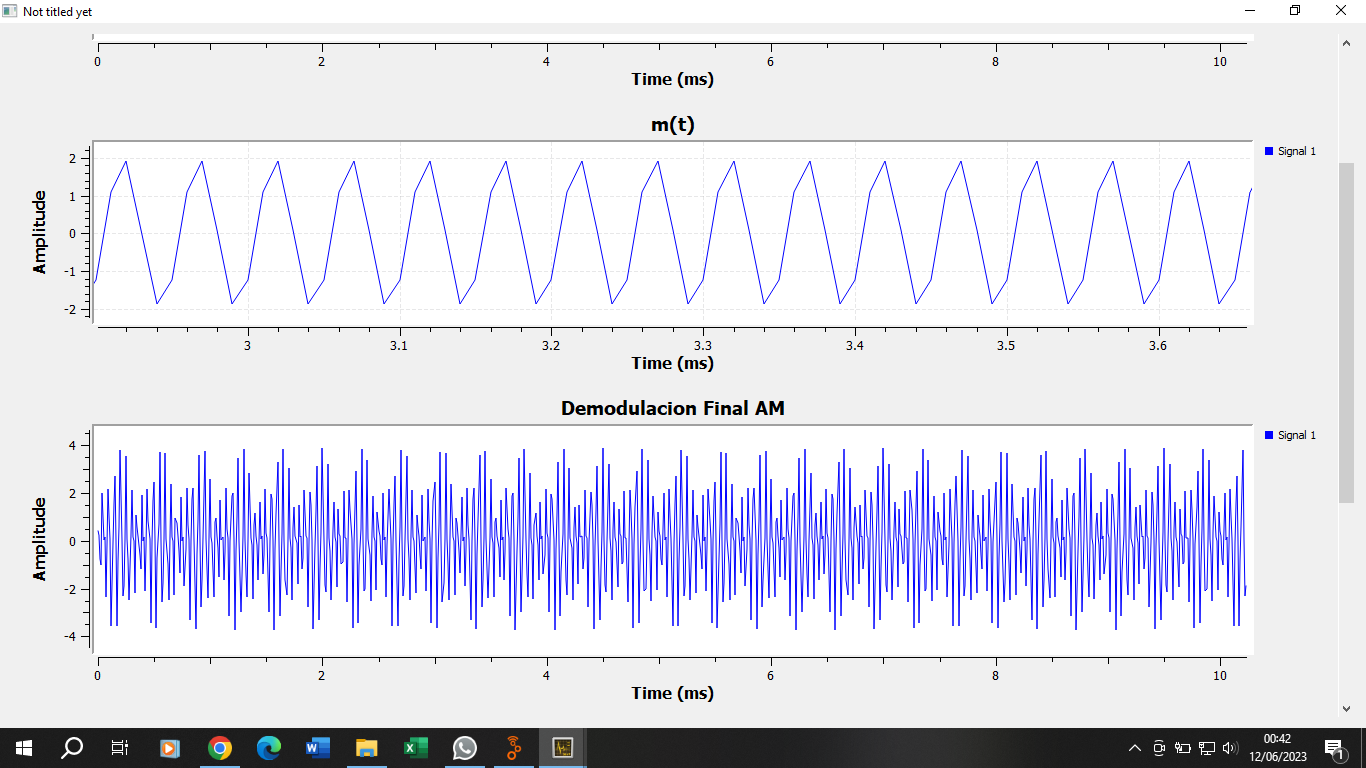 Not titled yet
0 2 4 6 8 10
Time (ms)
m(t)
Signal 1
2
1
0
-1
-2
Amplitude
3 3.1 3.2 3.3 3.4 3.5 3.6
Time (ms)
Demodulacion Final AM
Signal 1
4
2
0
-2
-4
Amplitude
0 2 4 6 8 10
Time (ms)
00:42
12/06/2023
1